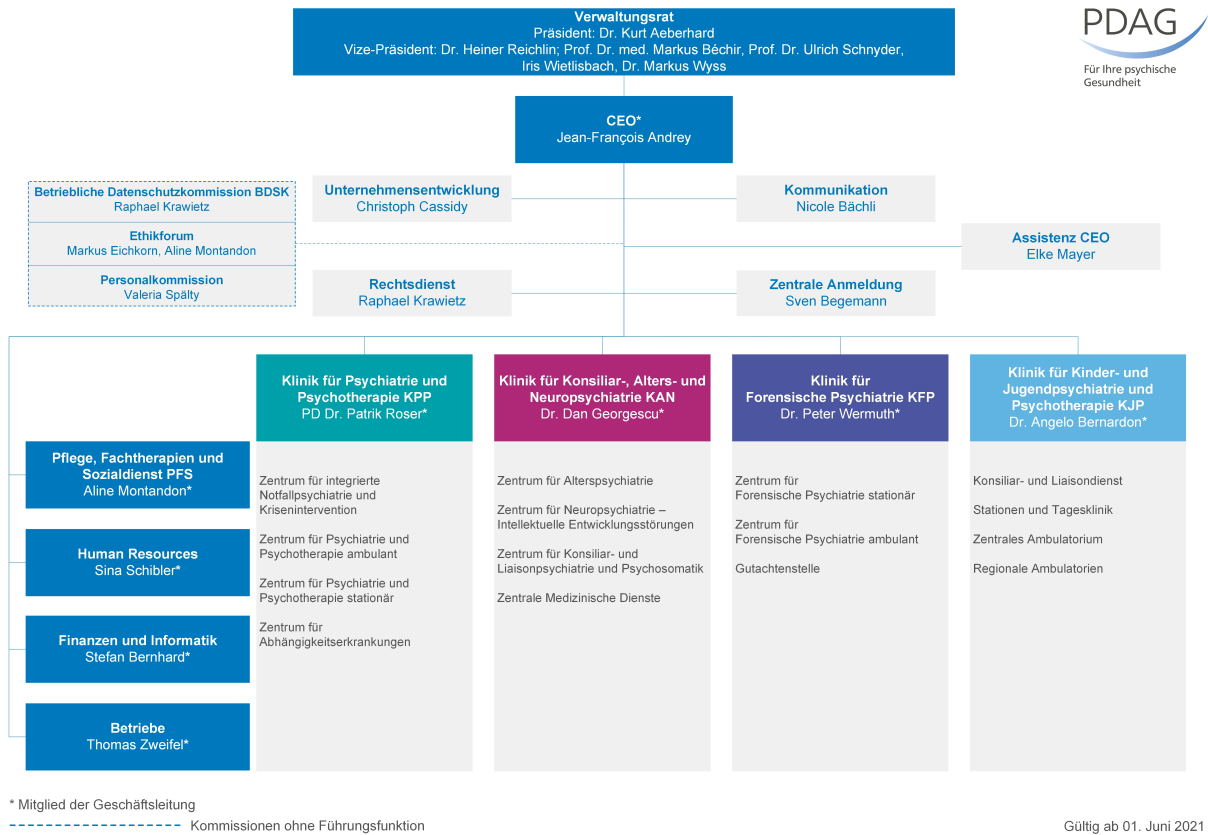 Verwaltungsrat
Präsident: Dr. Kurt Aeberhard
Vize-Präsident: Dr. Heiner Reichlin; Prof. Dr. med. Markus Béchir, Prof. Dr. Ulrich Schnyder,
Iris Wietlisbach, Dr. Markus Wyss
PDAG
Für Ihre psychische
Gesundheit
CEO*
Jean-François Andrey
Betriebliche Datenschutzkommission BDSK
Raphael Krawietz
Ethikforum
Markus Eichkorn, Aline Montandon
Personalkommission
Valeria Spälty
Unternehmensentwicklung
Christoph Cassidy
Kommunikation
Nicole Bächli
Assistenz CEO
Elke Mayer
Rechtsdienst
Raphael Krawietz
Zentrale Anmeldung
Sven Begemann
Klinik für Psychiatrie und
Psychotherapie KPP
PD Dr. Patrik Roser*
Klinik für Konsiliar-, Alters- und
Neuropsychiatrie KAN
Dr. Dan Georgescu*
Klinik für
Forensische Psychiatrie KFP
Dr. Peter Wermuth*
Klinik für Kinder- und
Jugendpsychiatrie und
Psychotherapie KJP
Dr. Angelo Bernardon*
Pflege, Fachtherapien und
Sozialdienst PFS
Aline Montandon*
Human Resources
Sina Schibler*
Finanzen und Informatik
Stefan Bernhard*
Betriebe
Thomas Zweifel*
Zentrum für integrierte
Notfallpsychiatrie und
Krisenintervention
Zentrum für Psychiatrie und
Psychotherapie ambulant
Zentrum für Psychiatrie und
Psychotherapie stationär
Zentrum für
Abhängigkeitserkrankungen
Zentrum für Alterspsychiatrie
Zentrum für Neuropsychiatrie –
Intellektuelle Entwicklungsstörungen
Zentrum für Konsiliar- und
Liaisonpsychiatrie und Psychosomatik
Zentrale Medizinische Dienste
Zentrum für
Forensische Psychiatrie stationär
Zentrum für
Forensische Psychiatrie ambulant
Gutachtenstelle
Konsiliar- und Liaisondienst
Stationen und Tagesklinik
Zentrales Ambulatorium
Regionale Ambulatorien
* Mitglied der Geschäftsleitung
Kommissionen ohne Führungsfunktion
Gültig ab 01. Juni 2021